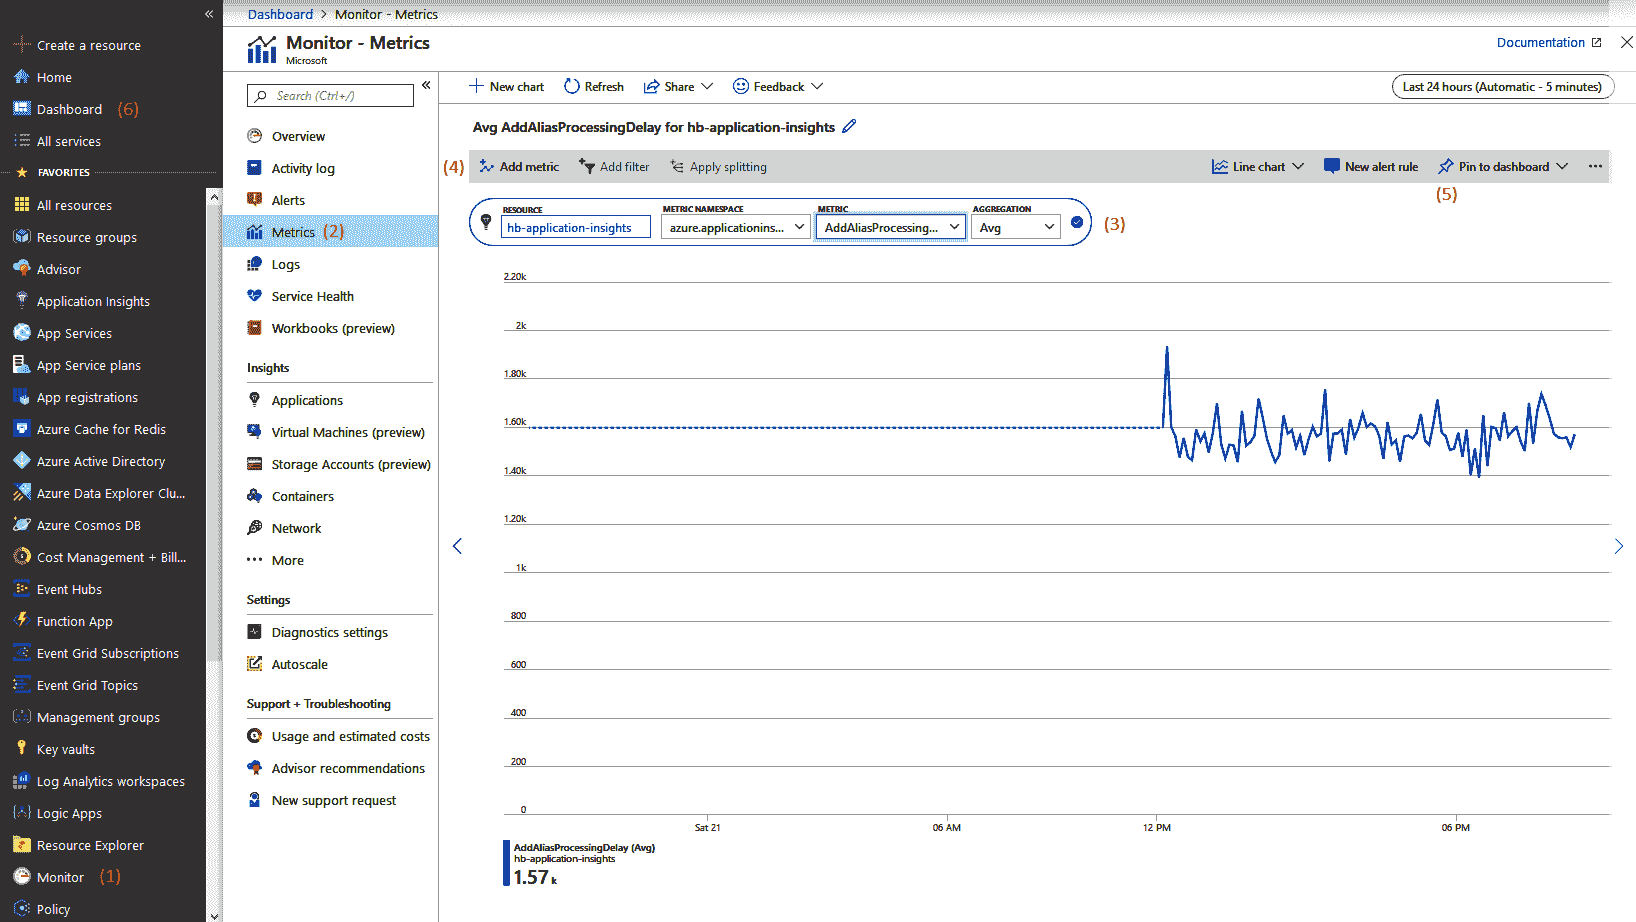 Create a resource
Home
Dashboard (6)
All services
FAVORITES
All resources
Resource groups
Advisor
Application Insights
App Services
App Service plans
App registrations
Azure Cache for Redis
Azure Active Directory
Azure Data Explorer Clu...
Azure Cosmos DB
Cost Management + Bill...
Event Hubs
Function App
Event Grid Subscriptions
Event Grid Topics
Management groups
Key vaults
Log Analytics workspaces
Logic Apps
Resource Explorer
Monitor (1)
Policy
Dashboard > Monitor - Metrics
Monitor - Metrics
Microsoft
Documentation
Search (Ctrl+/)
Overview
Activity log
Alerts
Metrics (2)
Logs
Service Health
Workbooks (preview)
Insights
Applications
Virtual Machines (preview)
Storage Accounts (preview)
Containers
Network
More
Settings
Diagnostics settings
Autoscale
Support + Troubleshooting
Usage and estimated costs
Advisor recommendations
New support request
New chart Refresh Share Feedback
Last 24 hours (Automatic - 5 minutes)
Avg AddAliasProcessingDelay for hb-application-insights
(4) Add metric Add filter Apply splitting Line chart New alert rule Pin to dashboard ...
(5)
RESOURCE METRIC NAMESPACE METRIC AGGREGATION
hb-application-insights azure.applicationins... AddAliasProcessing... Avg (3)
2.20k
2k
1.80k
1.60k
1.40k
1.20k
1k
800
600
400
200
0
Sat 21 06 AM 12 PM 06 PM
AddAliasProcessingDelay (Avg)
hb-application-insights
1.57 k